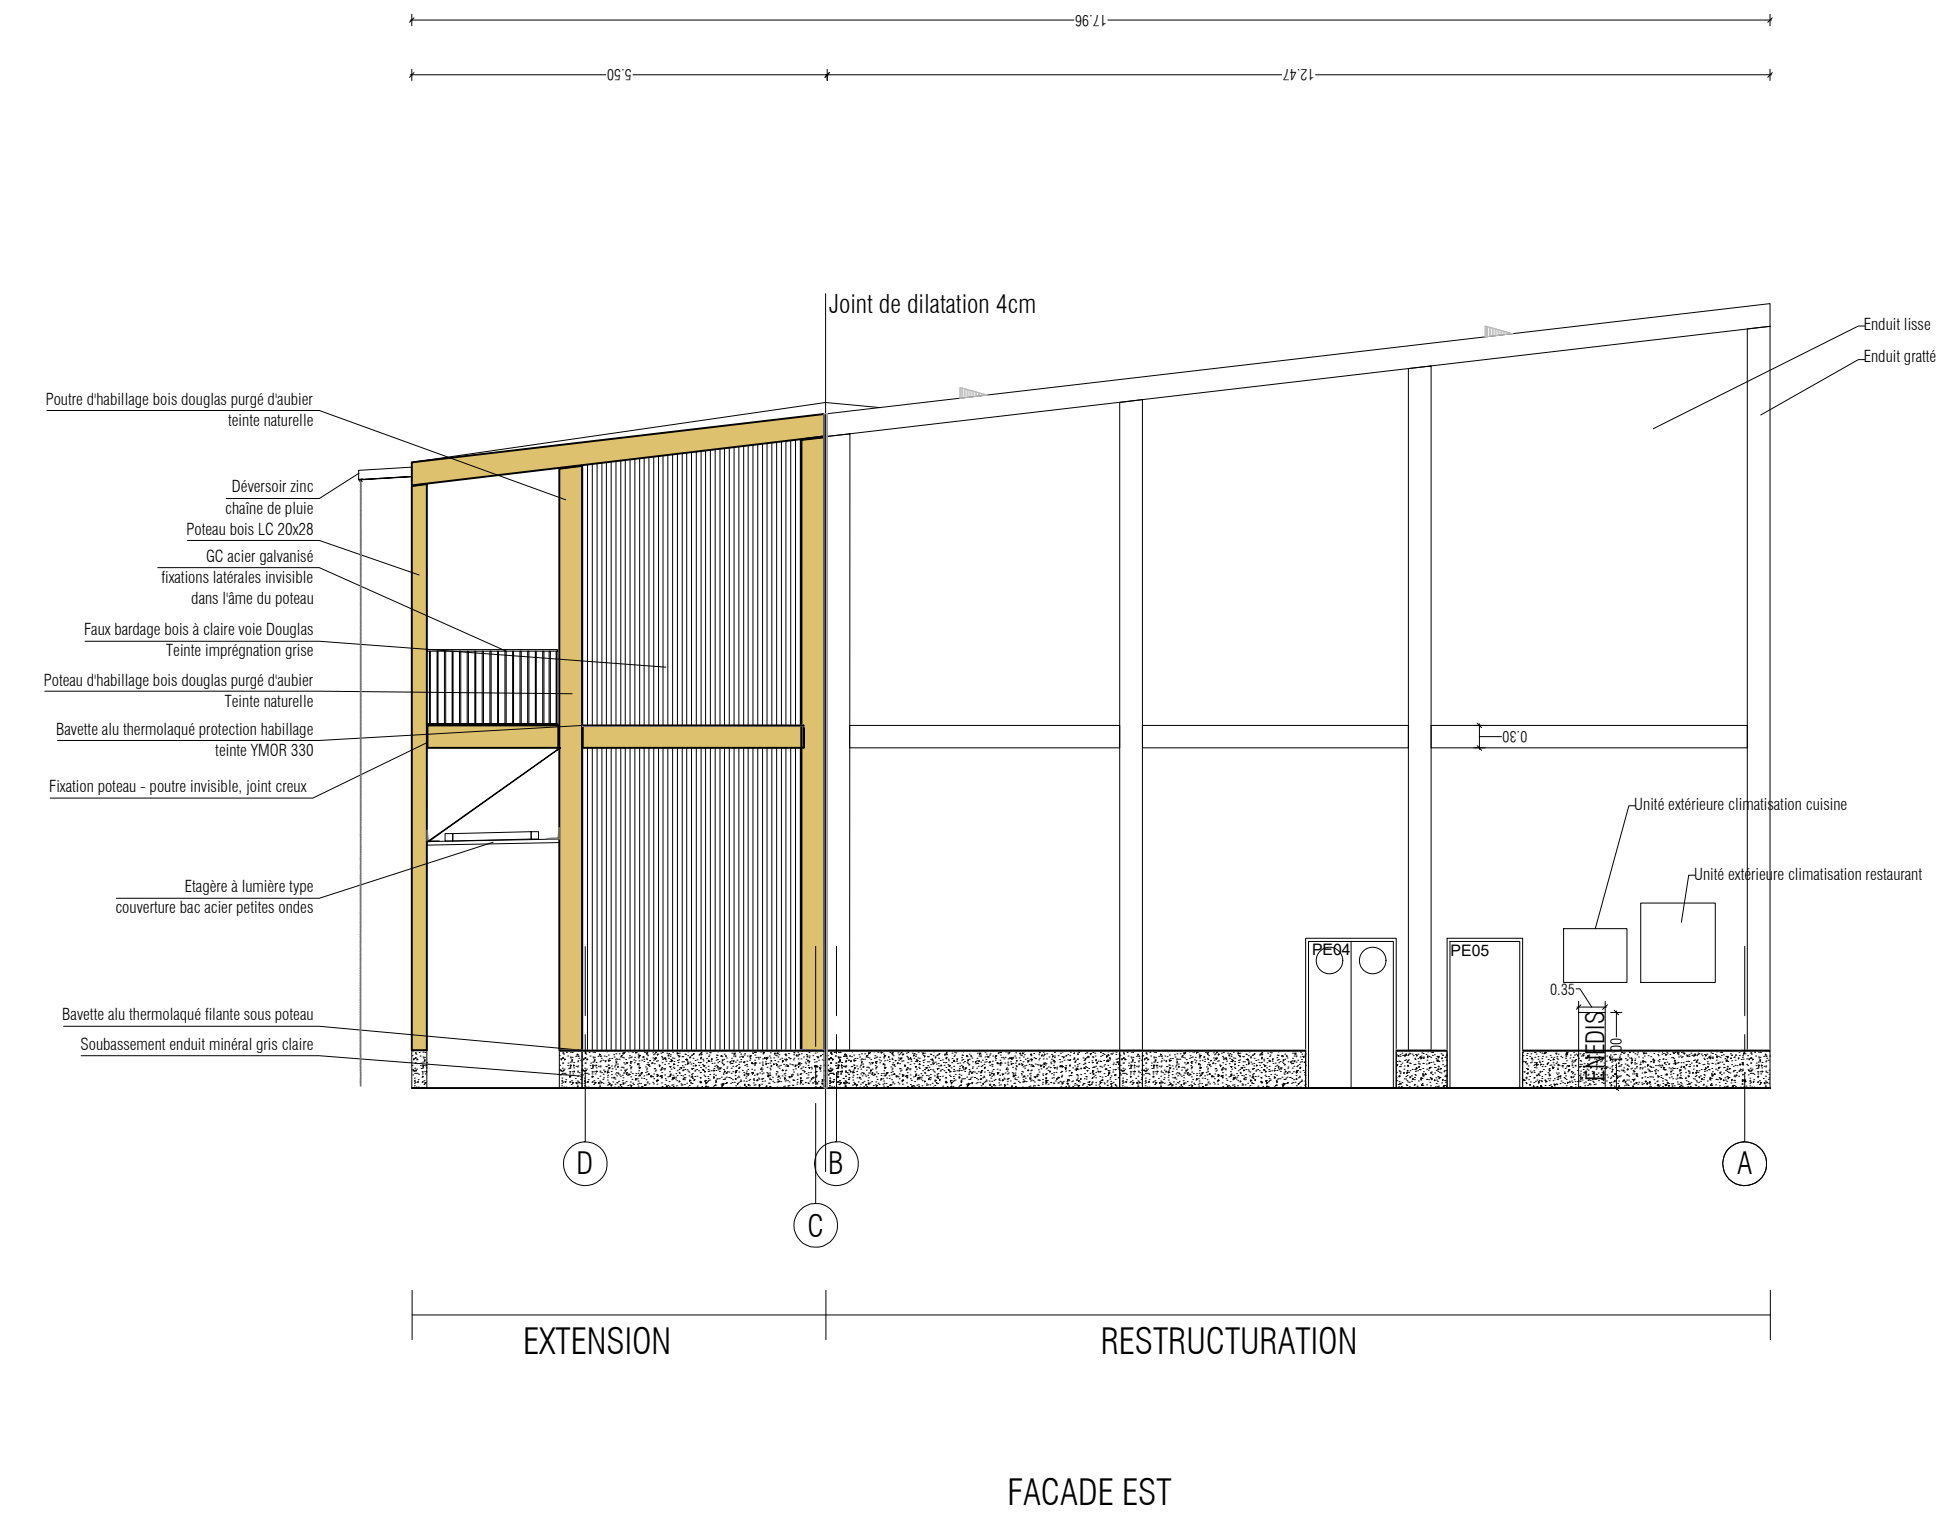 17.96
5.50
12.47
Joint de dilatation 4cm
Enduit lisse
Enduit gratté
Poutre d'habillage bois douglas purgé d'aubier
teinte naturelle
Déversoir zinc
chaîne de pluie
Poteau bois LC 20x28
GC acier galvanisé
fixations latérales invisible
dans l'âme du poteau
Faux bardage bois à claire voie Douglas
Teinte imprégnation grise
Poteau d'habillage bois douglas purgé d'aubier
Teinte naturelle
Bavette alu thermolaqué protection habillage
teinte YMOR 330
Fixation poteau - poutre invisible, joint creux
0.30
Unité extérieure climatisation cuisine
Unité extérieure climatisation restaurant
Etagère à lumière type
couverture bac acier petites ondes
PE04
PE05
0.35
ENEDIS
Bavette alu thermolaqué filante sous poteau
Soubassement enduit minéral gris claire
D
B
A
C
EXTENSION
RESTRUCTURATION
FACADE EST